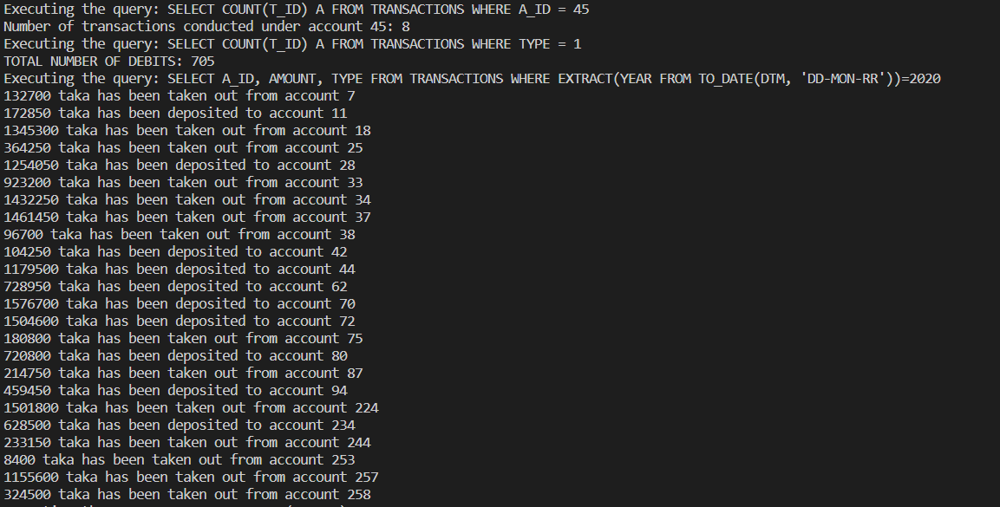 Executing the query: SELECT COUNT(T_ID) A FROM TRANSACTIONS WHERE A_ID = 45
Number of transactions conducted under account 45: 8
Executing the query: SELECT COUNT(T_ID) A FROM TRANSACTIONS WHERE TYPE = 1
TOTAL NUMBER OF DEBITS: 705
Executing the query: SELECT A_ID, AMOUNT, TYPE FROM TRANSACTIONS WHERE EXTRACT(YEAR FROM TO_DATE(DTM, 'DD-MON-RR'))=2020
132700 taka has been taken out from account 7
172850 taka has been deposited to account 11
1345300 taka has been taken out from account 18
364250 taka has been taken out from account 25
1254050 taka has been deposited to account 28
923200 taka has been taken out from account 33
1432250 taka has been taken out from account 34
1461450 taka has been taken out from account 37
96700 taka has been taken out from account 38
104250 taka has been deposited to account 42
1179500 taka has been deposited to account 44
728950 taka has been deposited to account 62
1576700 taka has been deposited to account 70
1504600 taka has been deposited to account 72
180800 taka has been taken out from account 75
720800 taka has been deposited to account 80
214750 taka has been taken out from account 87
459450 taka has been deposited to account 94
1501800 taka has been taken out from account 224
628500 taka has been deposited to account 234
233150 taka has been taken out from account 244
8400 taka has been taken out from account 253
1155600 taka has been taken out from account 257
324500 taka has been taken out from account 258